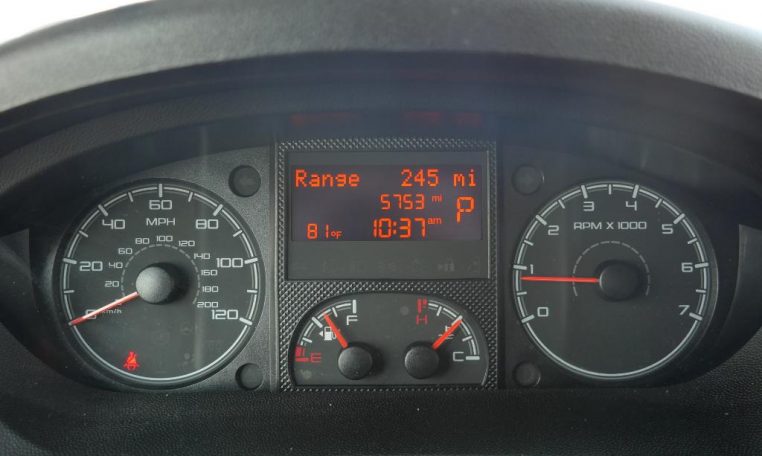 Range 245 mi
5753 mi
P
81°F 10:37 am
MPH
0 20 40 60 80 100 120
20 40 60 80 100 120 140 160 180 200
km/h
E F
H C
RPM X 1000
0 1 2 3 4 5 6 7